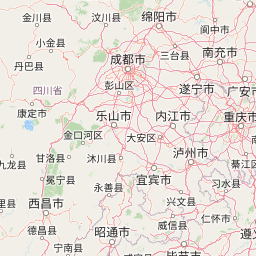 金川县
汶川县
绵阳市
阆中市
小金县
三台县
南充市
丹巴县
成都市
彭山区
遂宁市
广安市
四川省
康定市
乐山市
内江市
重庆市
金口河区
大安区
泸州市
綦江区
甘洛县
沐川县
九龙县
冕宁县
宜宾市
习水县
永善县
西昌市
兴文县
仁怀市
德昌县
昭通市
威信县
遵义
宁南县
毕节市